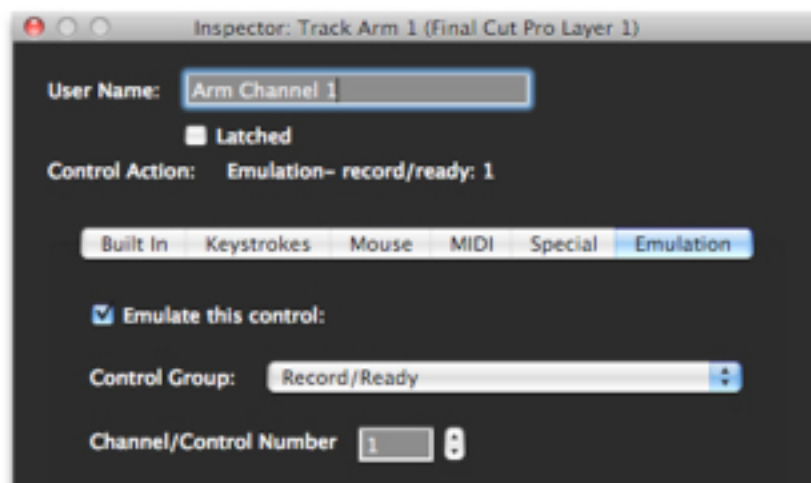 Inspector: Track Arm 1 (Final Cut Pro Layer 1)
User Name: Arm Channel 1
Latched
Control Action: Emulation- record/ready: 1
Built In Keystrokes Mouse MIDI Special Emulation
Emulate this control:
Control Group: Record/Ready
Channel/Control Number 1